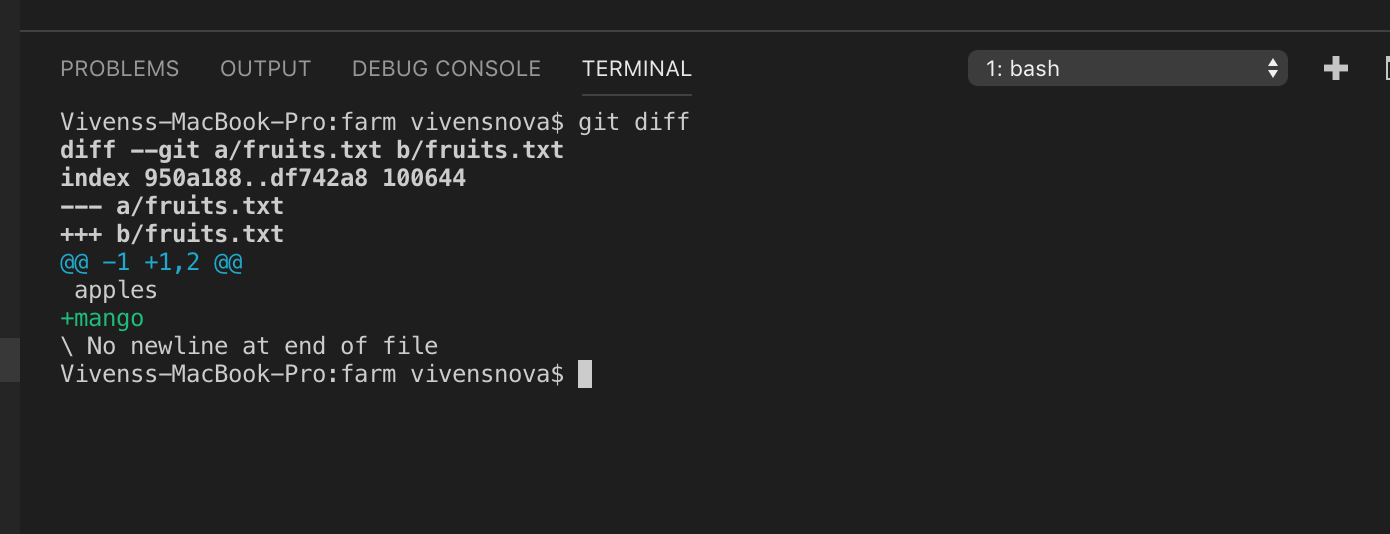 PROBLEMS OUTPUT DEBUG CONSOLE TERMINAL 1: bash
Vivenss-MacBook-Pro:farm vivensnova$ git diff
diff --git a/fruits.txt b/fruits.txt
index 950a188..df742a8 100644
--- a/fruits.txt
+++ b/fruits.txt
@@ -1 +1,2 @@
 apples
+mango
\ No newline at end of file
Vivenss-MacBook-Pro:farm vivensnova$